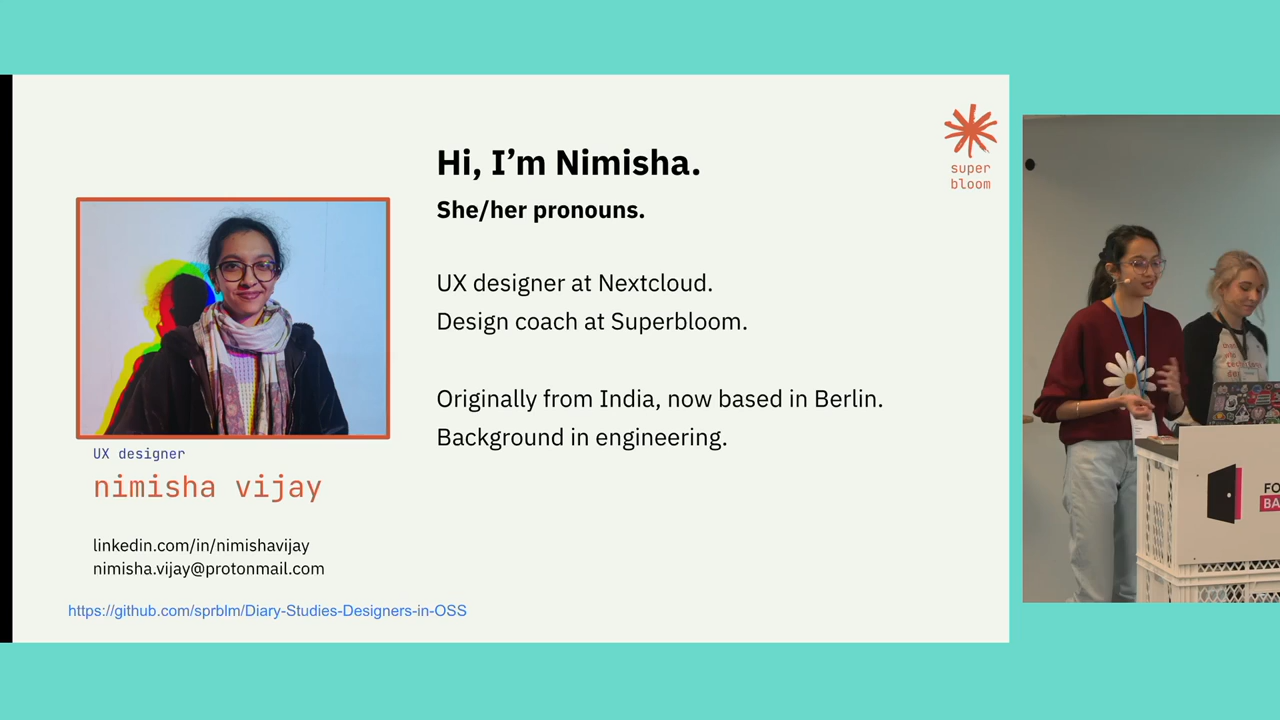 Hi, I'm Nimisha.
She/her pronouns.
UX designer at Nextcloud.
Design coach at Superbloom.
Originally from India, now based in Berlin.
Background in engineering.
super
bloom
UX designer
nimisha vijay
linkedin.com/in/nimishavijay
nimisha.vijay@protonmail.com
https://github.com/sprblm/Diary-Studies-Designers-in-OSS
FO
BA